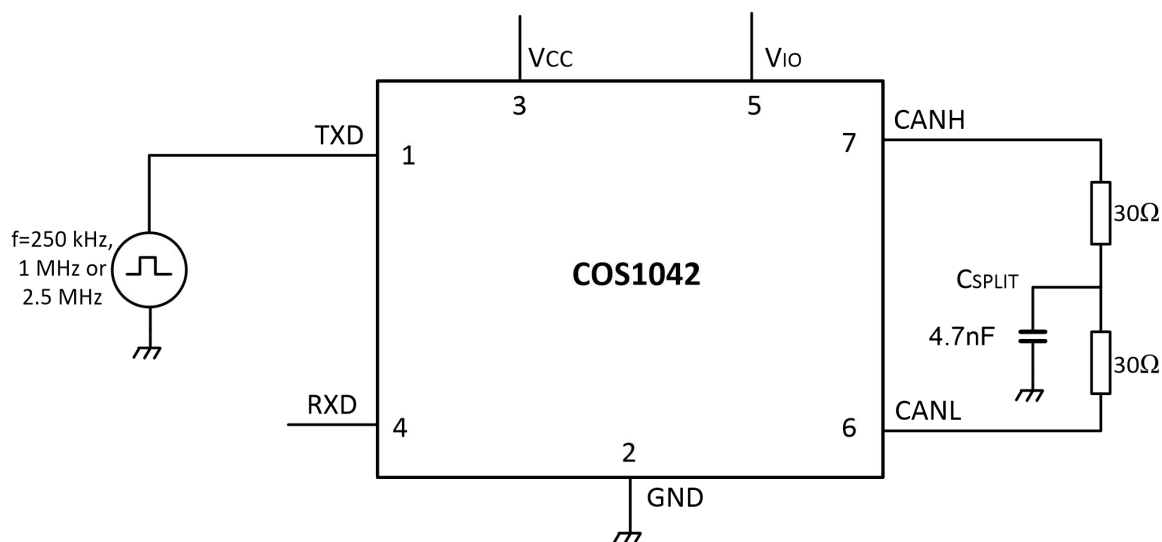 VCC
VIO
3
5
TXD
1
7
CANH
f=250 kHz,
1 MHz or
2.5 MHz
30Ω
COS1042
CSPLIT
4.7nF
30Ω
RXD
4
6
CANL
2
GND